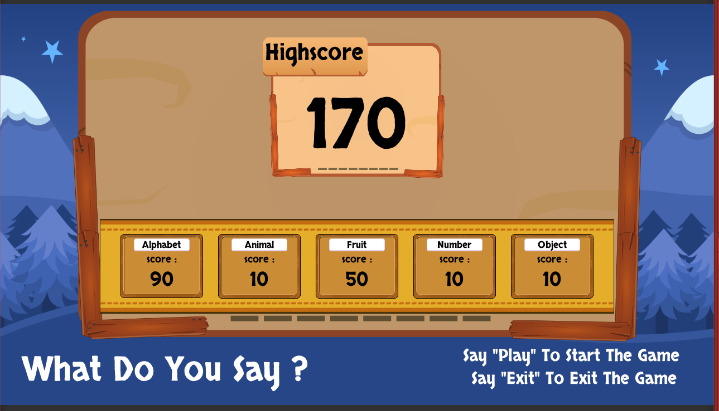 Highscore
170
Alphabet
score :
90
Animal
score :
10
Fruit
score :
50
Number
score :
10
Object
score :
10
What Do You Say ?
Say "Play" To Start The Game
Say "Exit" To Exit The Game